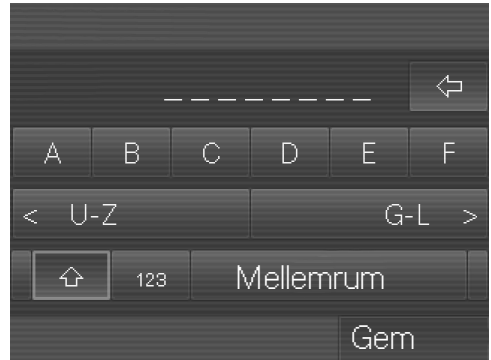 _ _ _ _ _ _ _ _ _
A B C D E F
< U-Z G-L >
123 Mellemrum
Gem